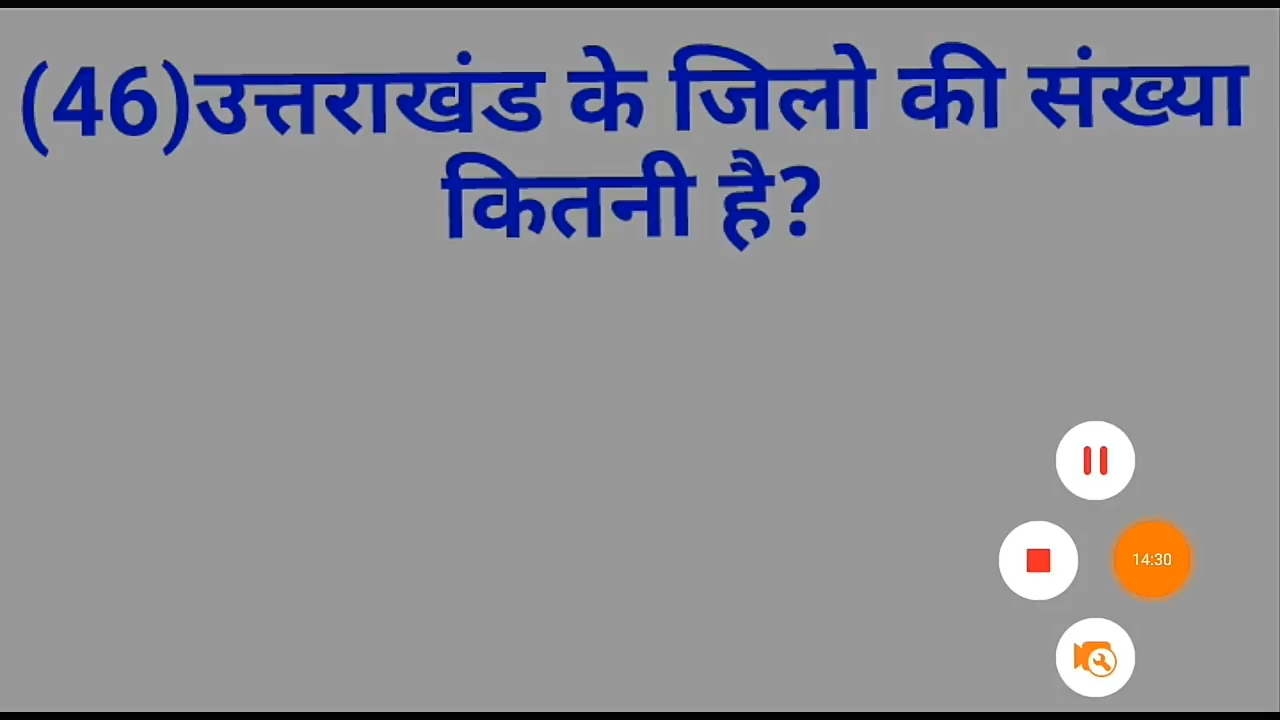 (46)उत्तराखंड के जिलो की संख्या
कितनी है?
14:30